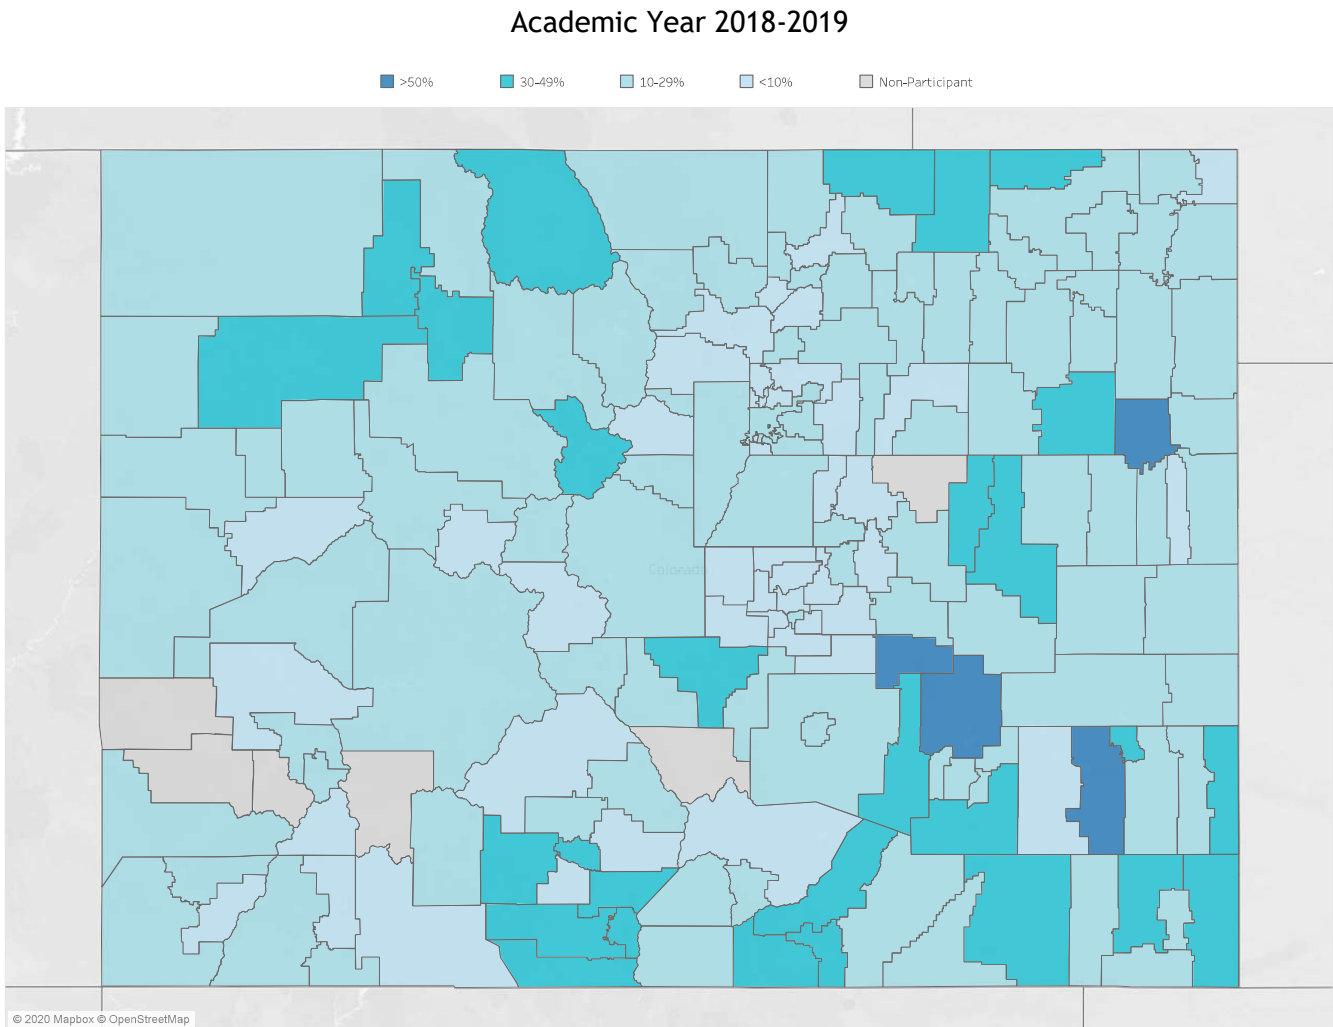 Academic Year 2018-2019
>50%
30-49%
10-29%
<10%
Non-Participant
Colorado
© 2020 Mapbox © OpenStreetMap